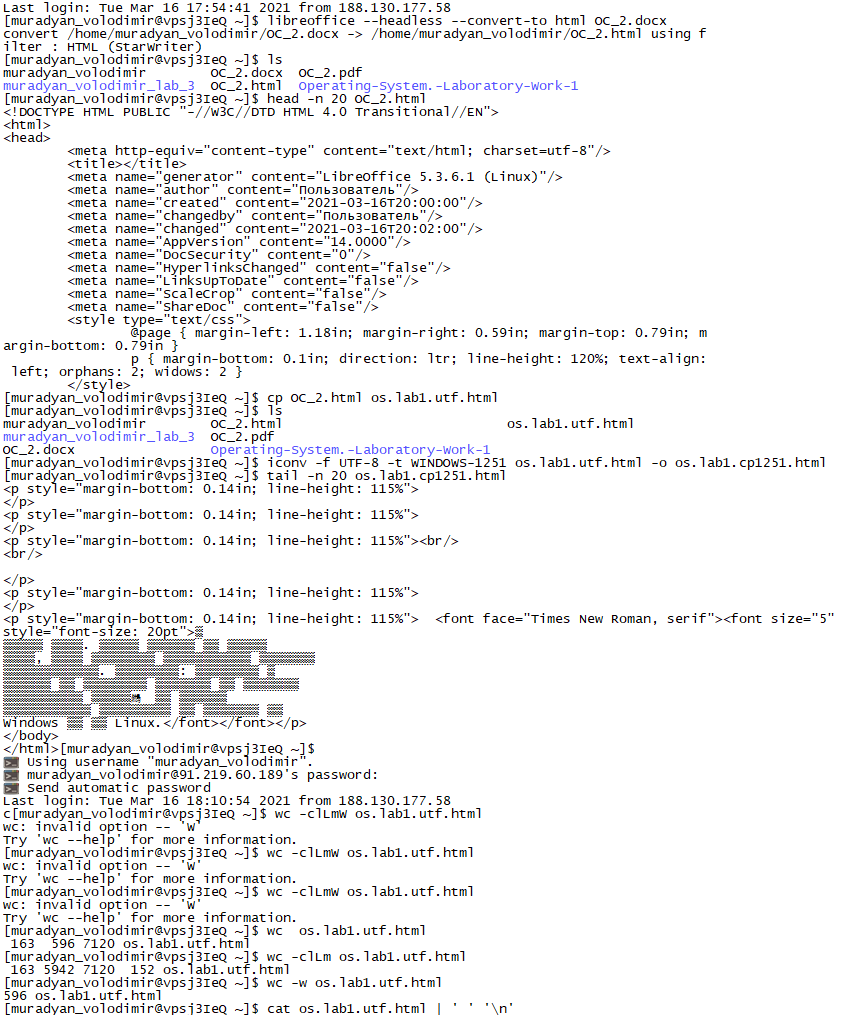 Last login: Tue Mar 16 17:54:41 2021 from 188.130.177.58
[muradyan_volodimir@vpsj3IeQ ~]$ libreoffice --headless --convert-to html OC_2.docx
convert /home/muradyan_volodimir/OC_2.docx -> /home/muradyan_volodimir/OC_2.html using f
ilter : HTML (StarWriter)
[muradyan_volodimir@vpsj3IeQ ~]$ ls
muradyan_volodimir        OC_2.docx  OC_2.pdf
muradyan_volodimir_lab_3  OC_2.html  Operating-System.-Laboratory-Work-1
[muradyan_volodimir@vpsj3IeQ ~]$ head -n 20 OC_2.html
<!DOCTYPE HTML PUBLIC "-//W3C//DTD HTML 4.0 Transitional//EN">
<html>
<head>
        <meta http-equiv="content-type" content="text/html; charset=utf-8"/>
        <title></title>
        <meta name="generator" content="LibreOffice 5.3.6.1 (Linux)"/>
        <meta name="author" content="Пользователь"/>
        <meta name="created" content="2021-03-16T20:00:00"/>
        <meta name="changedby" content="Пользователь"/>
        <meta name="changed" content="2021-03-16T20:02:00"/>
        <meta name="AppVersion" content="14.0000"/>
        <meta name="DocSecurity" content="0"/>
        <meta name="HyperlinksChanged" content="false"/>
        <meta name="LinksUpToDate" content="false"/>
        <meta name="ScaleCrop" content="false"/>
        <meta name="ShareDoc" content="false"/>
        <style type="text/css">
                @page { margin-left: 1.18in; margin-right: 0.59in; margin-top: 0.79in; m
argin-bottom: 0.79in }
                p { margin-bottom: 0.1in; direction: ltr; line-height: 120%; text-align:
 left; orphans: 2; widows: 2 }
        </style>
[muradyan_volodimir@vpsj3IeQ ~]$ cp OC_2.html os.lab1.utf.html
[muradyan_volodimir@vpsj3IeQ ~]$ ls
muradyan_volodimir        OC_2.html                            os.lab1.utf.html
muradyan_volodimir_lab_3  OC_2.pdf
OC_2.docx                 Operating-System.-Laboratory-Work-1
[muradyan_volodimir@vpsj3IeQ ~]$ iconv -f UTF-8 -t WINDOWS-1251 os.lab1.utf.html -o os.lab1.cp1251.html
[muradyan_volodimir@vpsj3IeQ ~]$ tail -n 20 os.lab1.cp1251.html
<p style="margin-bottom: 0.14in; line-height: 115%">
</p>
<p style="margin-bottom: 0.14in; line-height: 115%">
</p>
<p style="margin-bottom: 0.14in; line-height: 115%"><br/>
<br/>
</p>
<p style="margin-bottom: 0.14in; line-height: 115%">
</p>
<p style="margin-bottom: 0.14in; line-height: 115%">  <font face="Times New Roman, serif"><font size="5"
style="font-size: 20pt">
Windows Linux.</font></font></p>
</body>
</html>[muradyan_volodimir@vpsj3IeQ ~]$
Using username "muradyan_volodimir".
muradyan_volodimir@91.219.60.189's password:
Send automatic password
Last login: Tue Mar 16 18:10:54 2021 from 188.130.177.58
c[muradyan_volodimir@vpsj3IeQ ~]$ wc -clLmW os.lab1.utf.html
wc: invalid option -- 'W'
Try 'wc --help' for more information.
[muradyan_volodimir@vpsj3IeQ ~]$ wc -clLmW os.lab1.utf.html
wc: invalid option -- 'W'
Try 'wc --help' for more information.
[muradyan_volodimir@vpsj3IeQ ~]$ wc -clLmW os.lab1.utf.html
wc: invalid option -- 'W'
Try 'wc --help' for more information.
[muradyan_volodimir@vpsj3IeQ ~]$ wc  os.lab1.utf.html
 163  596 7120 os.lab1.utf.html
[muradyan_volodimir@vpsj3IeQ ~]$ wc -clLm os.lab1.utf.html
 163 5942 7120  152 os.lab1.utf.html
[muradyan_volodimir@vpsj3IeQ ~]$ wc -w os.lab1.utf.html
596 os.lab1.utf.html
[muradyan_volodimir@vpsj3IeQ ~]$ cat os.lab1.utf.html | ' ' '\n'